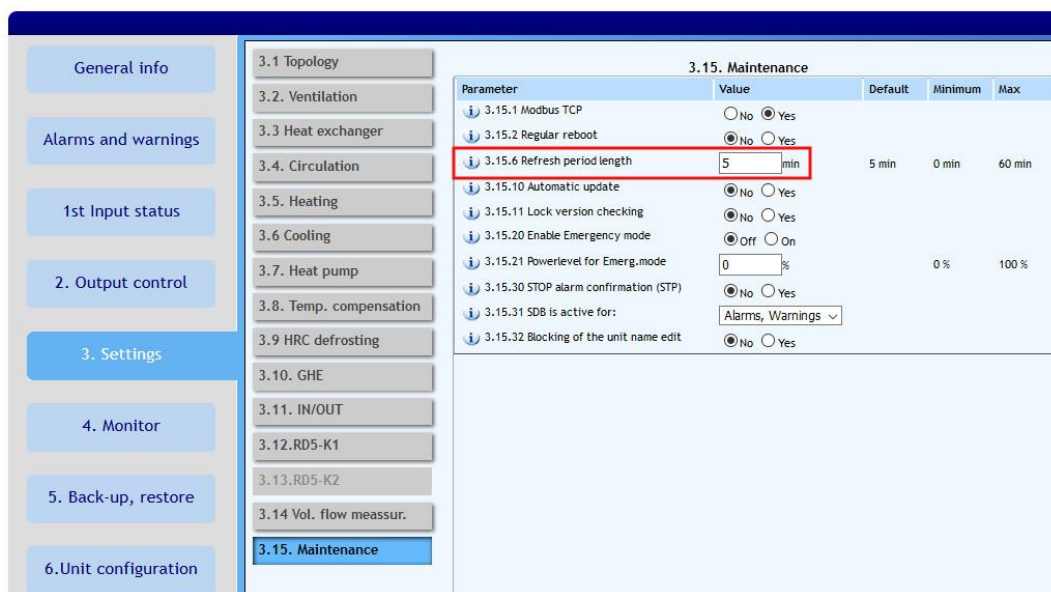 General info
Alarms and warnings
1st Input status
2. Output control
3. Settings
4. Monitor
5. Back-up, restore
6.Unit configuration
3.1 Topology
3.2. Ventilation
3.3 Heat exchanger
3.4. Circulation
3.5. Heating
3.6 Cooling
3.7. Heat pump
3.8. Temp. compensation
3.9 HRC defrosting
3.10. GHE
3.11. IN/OUT
3.12.RD5-K1
3.13.RD5-K2
3.14 Vol. flow meassur.
3.15. Maintenance
3.15. Maintenance
Parameter Value Default Minimum Max
i 3.15.1 Modbus TCP No Yes
i 3.15.2 Regular reboot No Yes
i 3.15.6 Refresh period length 5 min 5 min 0 min 60 min
i 3.15.10 Automatic update No Yes
i 3.15.11 Lock version checking No Yes
i 3.15.20 Enable Emergency mode Off On
i 3.15.21 Powerlevel for Emerg.mode 0 % 0 % 100 %
i 3.15.30 STOP alarm confirmation (STP) No Yes
i 3.15.31 SDB is active for: Alarms, Warnings
i 3.15.32 Blocking of the unit name edit No Yes